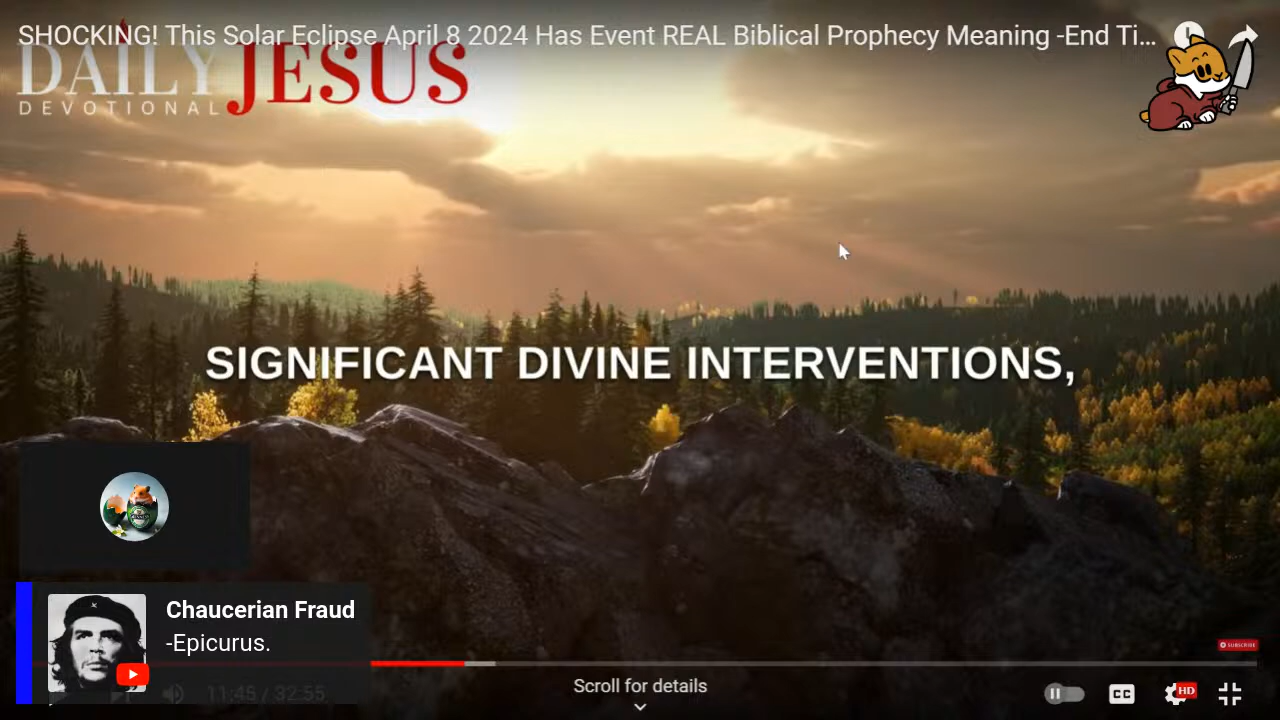 SHOCKING! This Solar Eclipse April 8 2024 Has Event REAL Biblical Prophecy Meaning -End Ti...
DAILY JESUS
DEVOTIONAL
SIGNIFICANT DIVINE INTERVENTIONS,
Chaucerian Fraud
-Epicurus.
SUBSCRIBE
11:45 / 32:55
Scroll for details
CC
HD